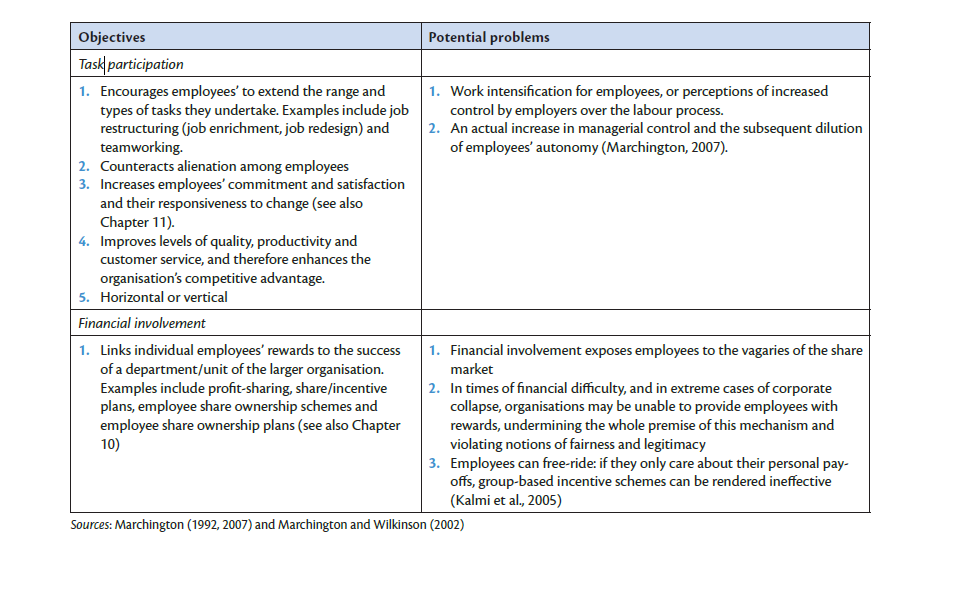 Objectives
Potential problems
Task participation
1. Encourages employees’ to extend the range and
types of tasks they undertake. Examples include job
restructuring (job enrichment, job redesign) and
teamworking.
2. Counteracts alienation among employees
3. Increases employees’ commitment and satisfaction
and their responsiveness to change (see also
Chapter 11).
4. Improves levels of quality, productivity and
customer service, and therefore enhances the
organisation’s competitive advantage.
5. Horizontal or vertical
1. Work intensification for employees, or perceptions of increased
control by employers over the labour process.
2. An actual increase in managerial control and the subsequent dilution
of employees’ autonomy (Marchington, 2007).
Financial involvement
1. Links individual employees’ rewards to the success
of a department/unit of the larger organisation.
Examples include profit-sharing, share/incentive
plans, employee share ownership schemes and
employee share ownership plans (see also Chapter
10)
1. Financial involvement exposes employees to the vagaries of the share
market
2. In times of financial difficulty, and in extreme cases of corporate
collapse, organisations may be unable to provide employees with
rewards, undermining the whole premise of this mechanism and
violating notions of fairness and legitimacy
3. Employees can free-ride: if they only care about their personal pay-
offs, group-based incentive schemes can be rendered ineffective
(Kalmi et al., 2005)
Sources: Marchington (1992, 2007) and Marchington and Wilkinson (2002)